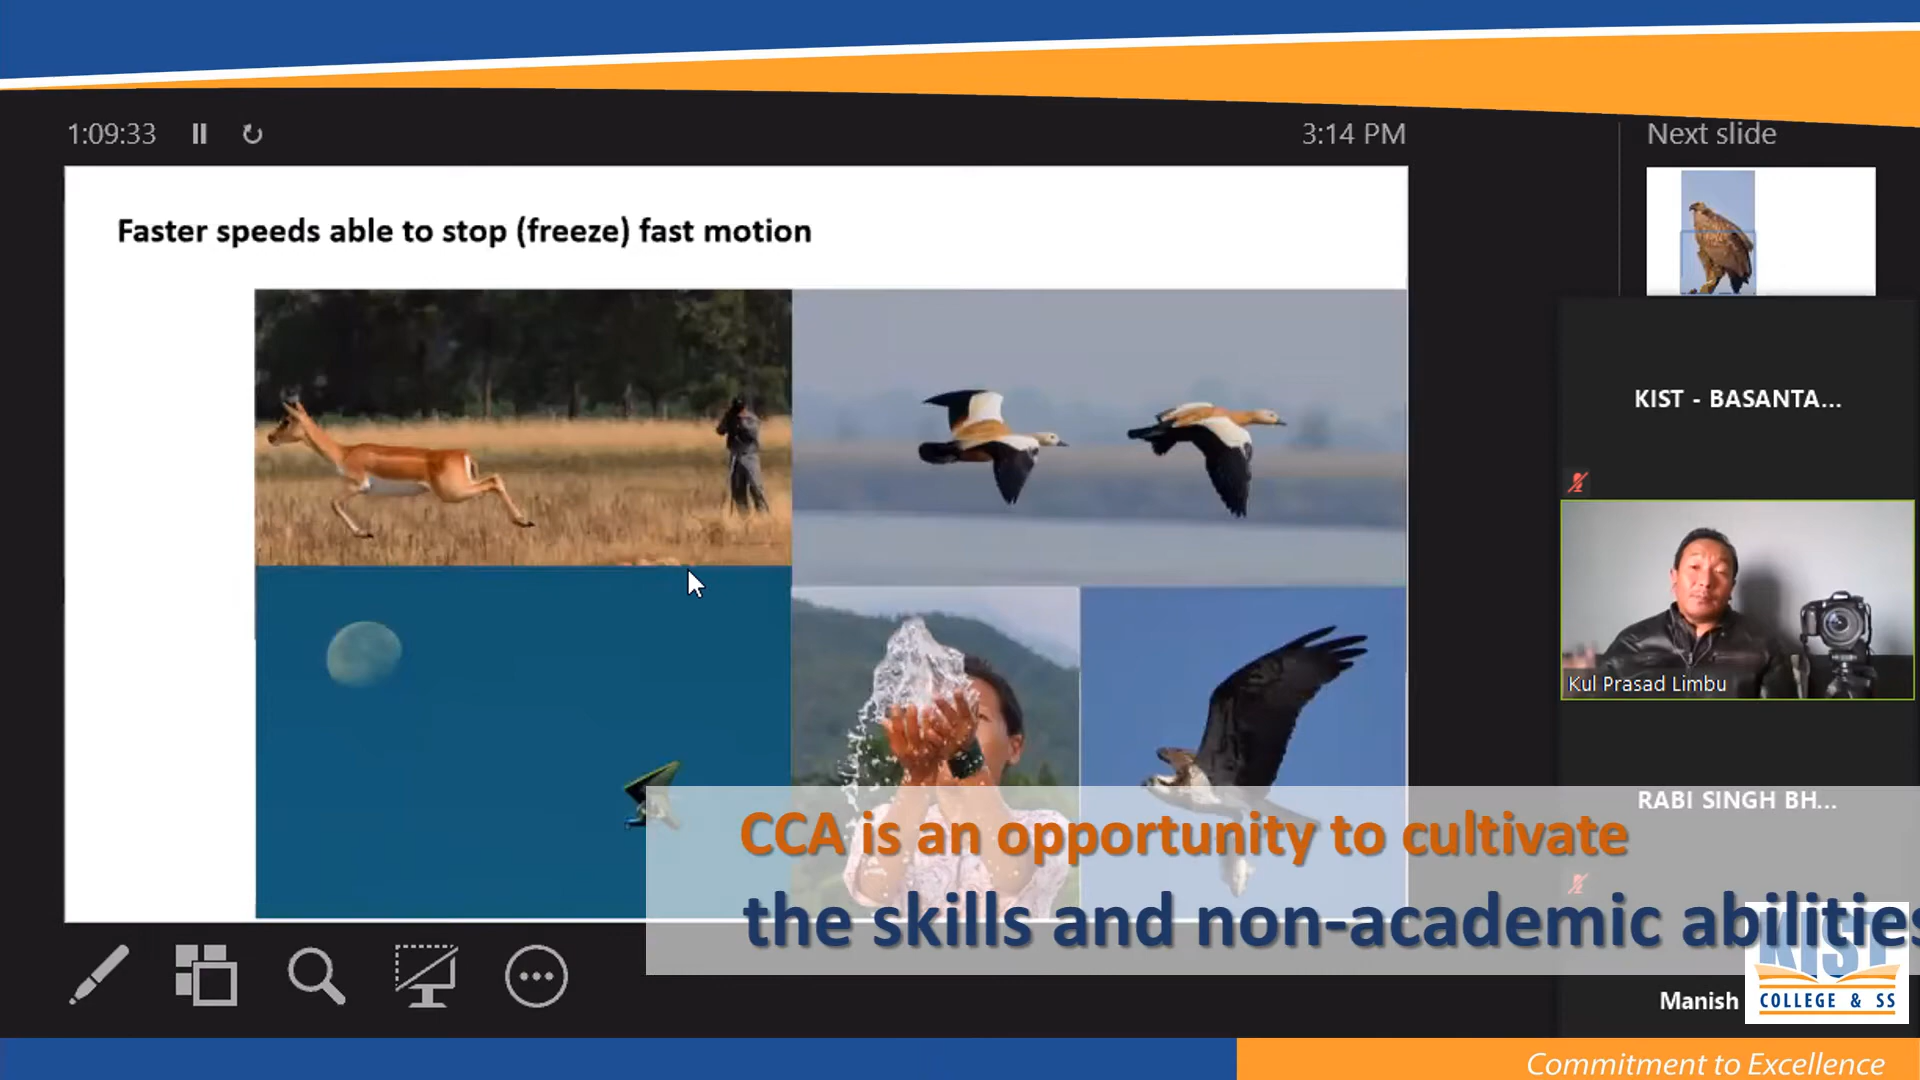 1:09:33
3:14 PM
Next slide
Faster speeds able to stop (freeze) fast motion
KIST - BASANTA...
Kul Prasad Limbu
RABI SINGH BH...
CCA is an opportunity to cultivate
the skills and non-academic abilities
KIST
COLLEGE & SS
Manish
Commitment to Excellence